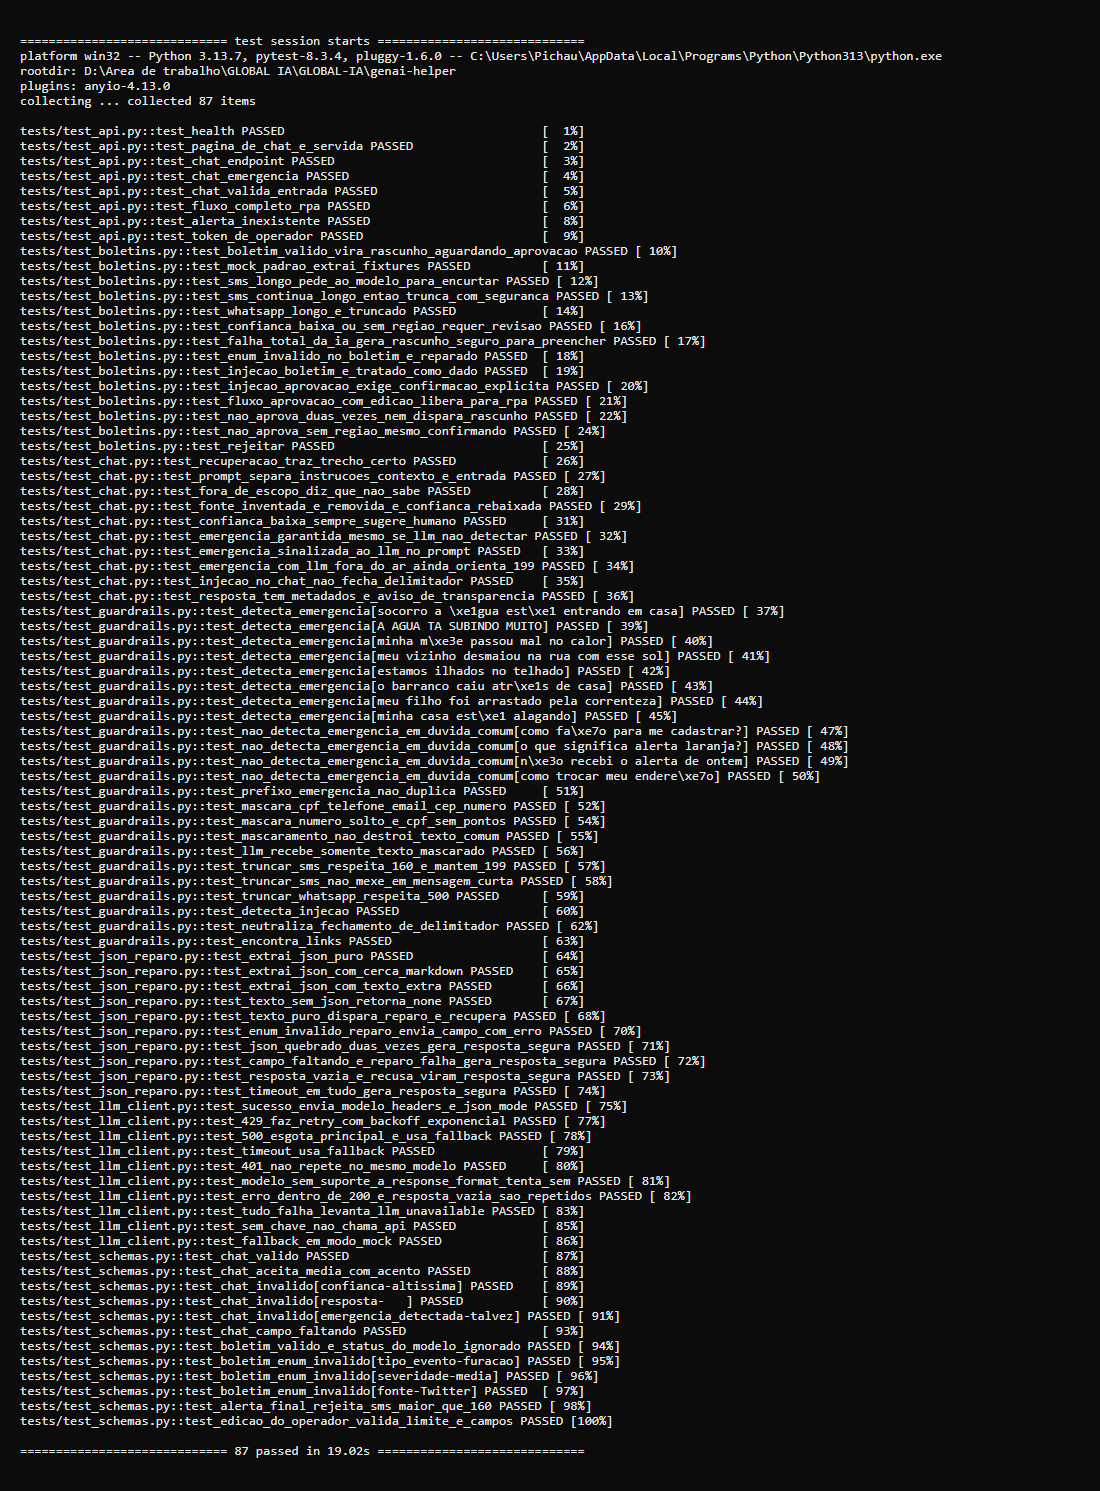 ============================= test session starts =============================
platform win32 -- Python 3.13.7, pytest-8.3.4, pluggy-1.6.0 -- C:\Users\Pichau\AppData\Local\Programs\Python\Python313\python.exe
rootdir: D:\Area de trabalho\GLOBAL IA\GLOBAL-IA\genai-helper
plugins: anyio-4.13.0
collecting ... collected 87 items
tests/test_api.py::test_health PASSED                                    [  1%]
tests/test_api.py::test_pagina_de_chat_e_servida PASSED                  [  2%]
tests/test_api.py::test_chat_endpoint PASSED                             [  3%]
tests/test_api.py::test_chat_emergencia PASSED                           [  4%]
tests/test_api.py::test_chat_valida_entrada PASSED                       [  5%]
tests/test_api.py::test_fluxo_completo_rpa PASSED                        [  6%]
tests/test_api.py::test_alerta_inexistente PASSED                        [  8%]
tests/test_api.py::test_token_de_operador PASSED                         [  9%]
tests/test_boletins.py::test_boletim_valido_vira_rascunho_aguardando_aprovacao PASSED [ 10%]
tests/test_boletins.py::test_mock_padrao_extrai_fixtures PASSED          [ 11%]
tests/test_boletins.py::test_sms_longo_pede_ao_modelo_para_encurtar PASSED [ 12%]
tests/test_boletins.py::test_sms_continua_longo_entao_trunca_com_seguranca PASSED [ 13%]
tests/test_boletins.py::test_whatsapp_longo_e_truncado PASSED            [ 14%]
tests/test_boletins.py::test_confianca_baixa_ou_sem_regiao_requer_revisao PASSED [ 16%]
tests/test_boletins.py::test_falha_total_da_ia_gera_rascunho_seguro_para_preencher PASSED [ 17%]
tests/test_boletins.py::test_enum_invalido_no_boletim_e_reparado PASSED  [ 18%]
tests/test_boletins.py::test_injecao_boletim_e_tratado_como_dado PASSED  [ 19%]
tests/test_boletins.py::test_injecao_aprovacao_exige_confirmacao_explicita PASSED [ 20%]
tests/test_boletins.py::test_fluxo_aprovacao_com_edicao_libera_para_rpa PASSED [ 21%]
tests/test_boletins.py::test_nao_aprova_duas_vezes_nem_dispara_rascunho PASSED [ 22%]
tests/test_boletins.py::test_nao_aprova_sem_regiao_mesmo_confirmando PASSED [ 24%]
tests/test_boletins.py::test_rejeitar PASSED                             [ 25%]
tests/test_chat.py::test_recuperacao_traz_trecho_certo PASSED            [ 26%]
tests/test_chat.py::test_prompt_separa_instrucoes_contexto_e_entrada PASSED [ 27%]
tests/test_chat.py::test_fora_de_escopo_diz_que_nao_sabe PASSED          [ 28%]
tests/test_chat.py::test_fonte_inventada_e_removida_e_confianca_rebaixada PASSED [ 29%]
tests/test_chat.py::test_confianca_baixa_sempre_sugere_humano PASSED     [ 31%]
tests/test_chat.py::test_emergencia_garantida_mesmo_se_llm_nao_detectar PASSED [ 32%]
tests/test_chat.py::test_emergencia_sinalizada_ao_llm_no_prompt PASSED   [ 33%]
tests/test_chat.py::test_emergencia_com_llm_fora_do_ar_ainda_orienta_199 PASSED [ 34%]
tests/test_chat.py::test_injecao_no_chat_nao_fecha_delimitador PASSED    [ 35%]
tests/test_chat.py::test_resposta_tem_metadados_e_aviso_de_transparencia PASSED [ 36%]
tests/test_guardrails.py::test_detecta_emergencia[socorro a \xe1gua est\xe1 entrando em casa] PASSED [ 37%]
tests/test_guardrails.py::test_detecta_emergencia[A AGUA TA SUBINDO MUITO] PASSED [ 39%]
tests/test_guardrails.py::test_detecta_emergencia[minha m\xe3e passou mal no calor] PASSED [ 40%]
tests/test_guardrails.py::test_detecta_emergencia[meu vizinho desmaiou na rua com esse sol] PASSED [ 41%]
tests/test_guardrails.py::test_detecta_emergencia[estamos ilhados no telhado] PASSED [ 42%]
tests/test_guardrails.py::test_detecta_emergencia[o barranco caiu atr\xe1s de casa] PASSED [ 43%]
tests/test_guardrails.py::test_detecta_emergencia[meu filho foi arrastado pela correnteza] PASSED [ 44%]
tests/test_guardrails.py::test_detecta_emergencia[minha casa est\xe1 alagando] PASSED [ 45%]
tests/test_guardrails.py::test_nao_detecta_emergencia_em_duvida_comum[como fa\xe7o para me cadastrar?] PASSED [ 47%]
tests/test_guardrails.py::test_nao_detecta_emergencia_em_duvida_comum[o que significa alerta laranja?] PASSED [ 48%]
tests/test_guardrails.py::test_nao_detecta_emergencia_em_duvida_comum[n\xe3o recebi o alerta de ontem] PASSED [ 49%]
tests/test_guardrails.py::test_nao_detecta_emergencia_em_duvida_comum[como trocar meu endere\xe7o] PASSED [ 50%]
tests/test_guardrails.py::test_prefixo_emergencia_nao_duplica PASSED     [ 51%]
tests/test_guardrails.py::test_mascara_cpf_telefone_email_cep_numero PASSED [ 52%]
tests/test_guardrails.py::test_mascara_numero_solto_e_cpf_sem_pontos PASSED [ 54%]
tests/test_guardrails.py::test_mascaramento_nao_destroi_texto_comum PASSED [ 55%]
tests/test_guardrails.py::test_llm_recebe_somente_texto_mascarado PASSED [ 56%]
tests/test_guardrails.py::test_truncar_sms_respeita_160_e_mantem_199 PASSED [ 57%]
tests/test_guardrails.py::test_truncar_sms_nao_mexe_em_mensagem_curta PASSED [ 58%]
tests/test_guardrails.py::test_truncar_whatsapp_respeita_500 PASSED      [ 59%]
tests/test_guardrails.py::test_detecta_injecao PASSED                    [ 60%]
tests/test_guardrails.py::test_neutraliza_fechamento_de_delimitador PASSED [ 62%]
tests/test_guardrails.py::test_encontra_links PASSED                     [ 63%]
tests/test_json_reparo.py::test_extrai_json_puro PASSED                  [ 64%]
tests/test_json_reparo.py::test_extrai_json_com_cerca_markdown PASSED    [ 65%]
tests/test_json_reparo.py::test_extrai_json_com_texto_extra PASSED       [ 66%]
tests/test_json_reparo.py::test_texto_sem_json_retorna_none PASSED       [ 67%]
tests/test_json_reparo.py::test_texto_puro_dispara_reparo_e_recupera PASSED [ 68%]
tests/test_json_reparo.py::test_enum_invalido_reparo_envia_campo_com_erro PASSED [ 70%]
tests/test_json_reparo.py::test_json_quebrado_duas_vezes_gera_resposta_segura PASSED [ 71%]
tests/test_json_reparo.py::test_campo_faltando_e_reparo_falha_gera_resposta_segura PASSED [ 72%]
tests/test_json_reparo.py::test_resposta_vazia_e_recusa_viram_resposta_segura PASSED [ 73%]
tests/test_json_reparo.py::test_timeout_em_tudo_gera_resposta_segura PASSED [ 74%]
tests/test_llm_client.py::test_sucesso_envia_modelo_headers_e_json_mode PASSED [ 75%]
tests/test_llm_client.py::test_429_faz_retry_com_backoff_exponencial PASSED [ 77%]
tests/test_llm_client.py::test_500_esgota_principal_e_usa_fallback PASSED [ 78%]
tests/test_llm_client.py::test_timeout_usa_fallback PASSED               [ 79%]
tests/test_llm_client.py::test_401_nao_repete_no_mesmo_modelo PASSED     [ 80%]
tests/test_llm_client.py::test_modelo_sem_suporte_a_response_format_tenta_sem PASSED [ 81%]
tests/test_llm_client.py::test_erro_dentro_de_200_e_resposta_vazia_sao_repetidos PASSED [ 82%]
tests/test_llm_client.py::test_tudo_falha_levanta_llm_unavailable PASSED [ 83%]
tests/test_llm_client.py::test_sem_chave_nao_chama_api PASSED            [ 85%]
tests/test_llm_client.py::test_fallback_em_modo_mock PASSED              [ 86%]
tests/test_schemas.py::test_chat_valido PASSED                           [ 87%]
tests/test_schemas.py::test_chat_aceita_media_com_acento PASSED          [ 88%]
tests/test_schemas.py::test_chat_invalido[confianca-altissima] PASSED    [ 89%]
tests/test_schemas.py::test_chat_invalido[resposta-   ] PASSED           [ 90%]
tests/test_schemas.py::test_chat_invalido[emergencia_detectada-talvez] PASSED [ 91%]
tests/test_schemas.py::test_chat_campo_faltando PASSED                   [ 93%]
tests/test_schemas.py::test_boletim_valido_e_status_do_modelo_ignorado PASSED [ 94%]
tests/test_schemas.py::test_boletim_enum_invalido[tipo_evento-furacao] PASSED [ 95%]
tests/test_schemas.py::test_boletim_enum_invalido[severidade-media] PASSED [ 96%]
tests/test_schemas.py::test_boletim_enum_invalido[fonte-Twitter] PASSED  [ 97%]
tests/test_schemas.py::test_alerta_final_rejeita_sms_maior_que_160 PASSED [ 98%]
tests/test_schemas.py::test_edicao_do_operador_valida_limite_e_campos PASSED [100%]
============================= 87 passed in 19.02s =============================